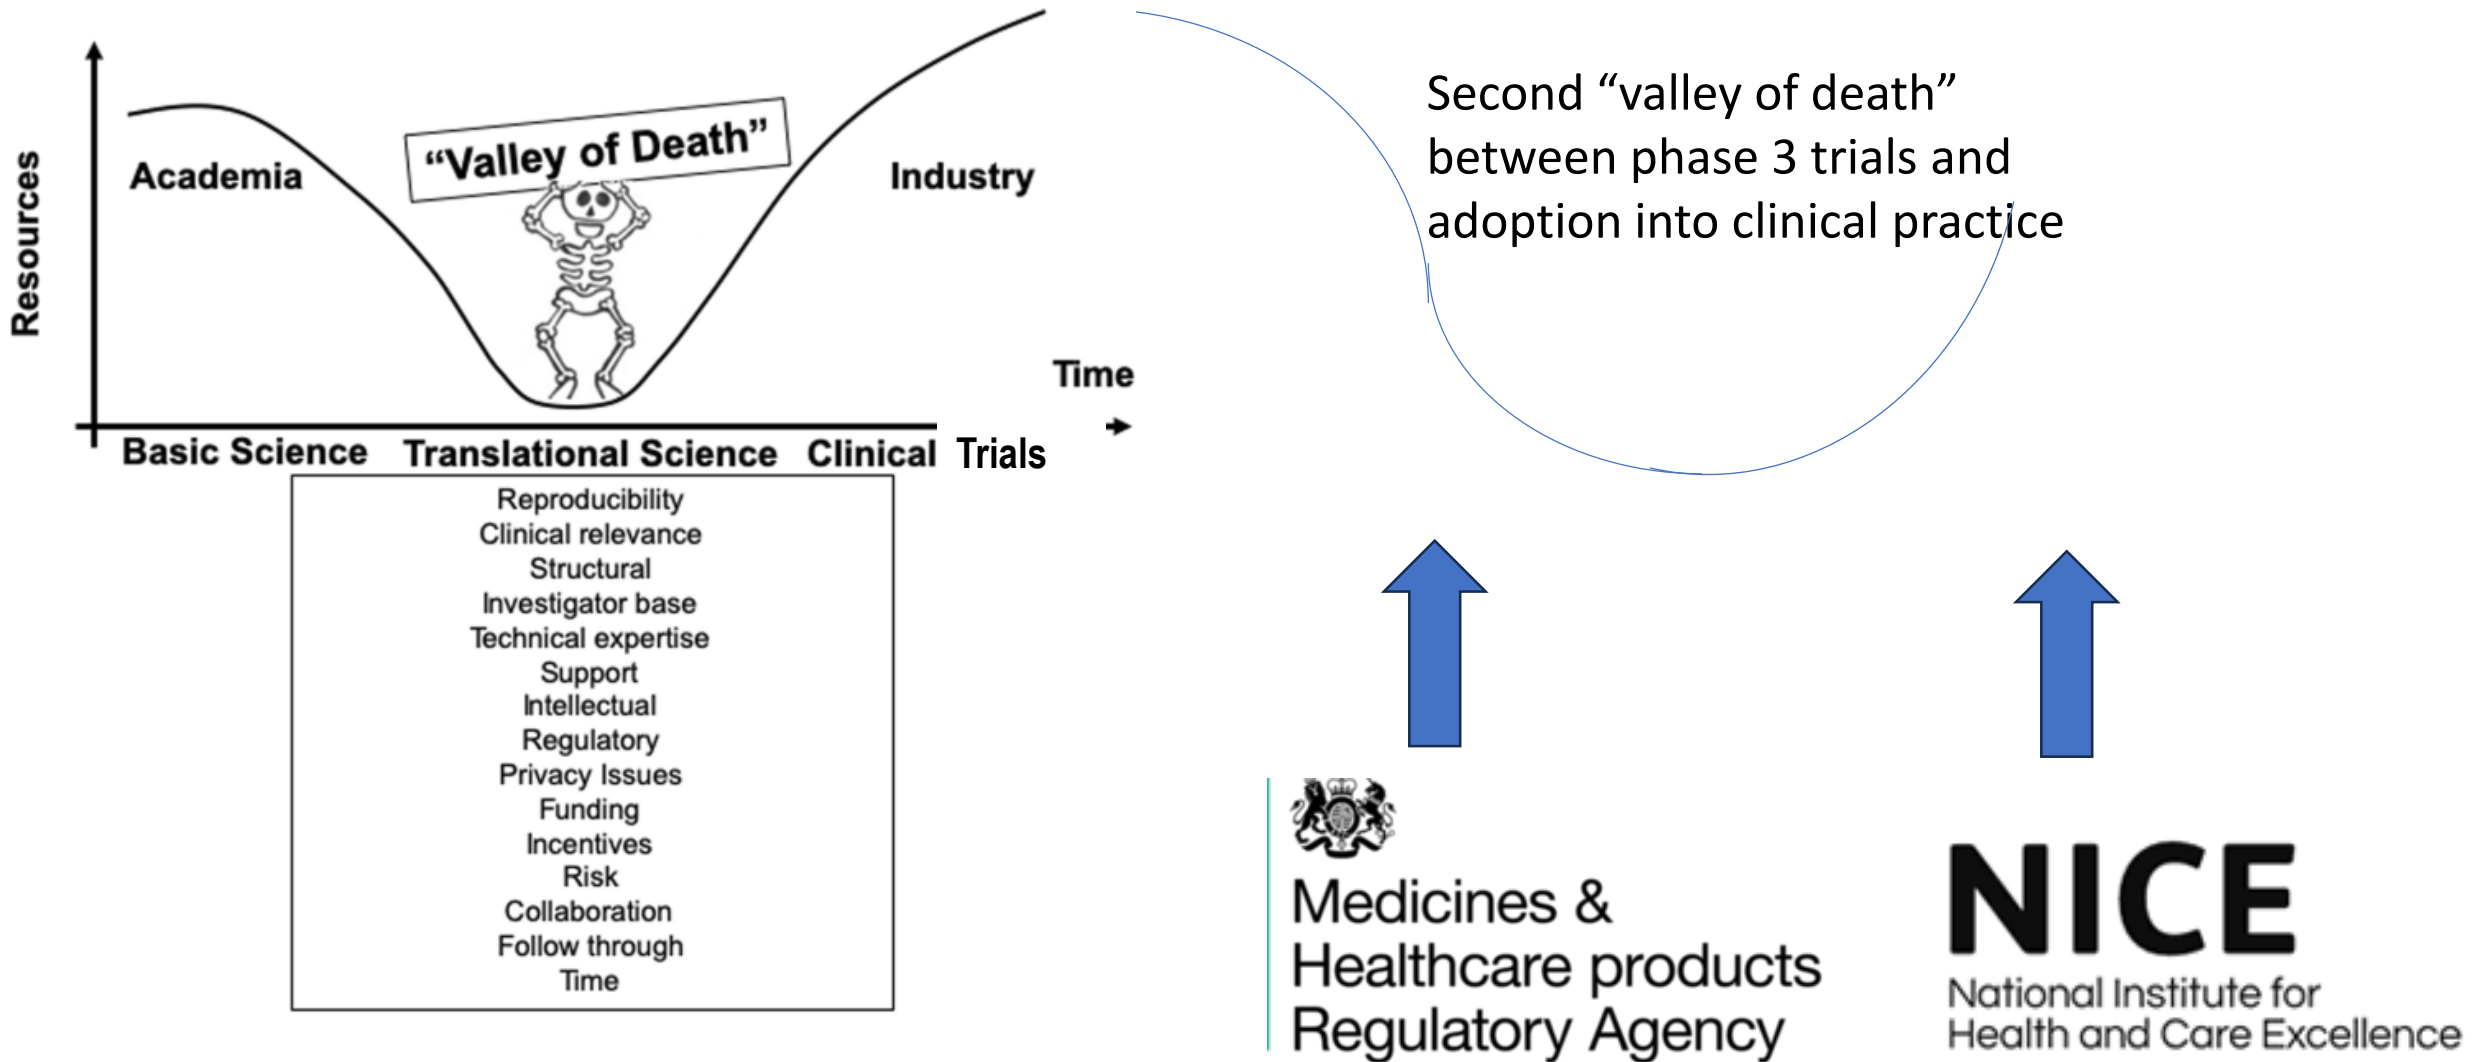 Resources
Academia
“Valley of Death”
Industry
Time
Basic Science
Translational Science
Clinical Trials
Reproducibility
Clinical relevance
Structural
Investigator base
Technical expertise
Support
Intellectual
Regulatory
Privacy Issues
Funding
Incentives
Risk
Collaboration
Follow through
Time
Second “valley of death”
between phase 3 trials and
adoption into clinical practice
Medicines &
Healthcare products
Regulatory Agency
NICE
National Institute for
Health and Care Excellence